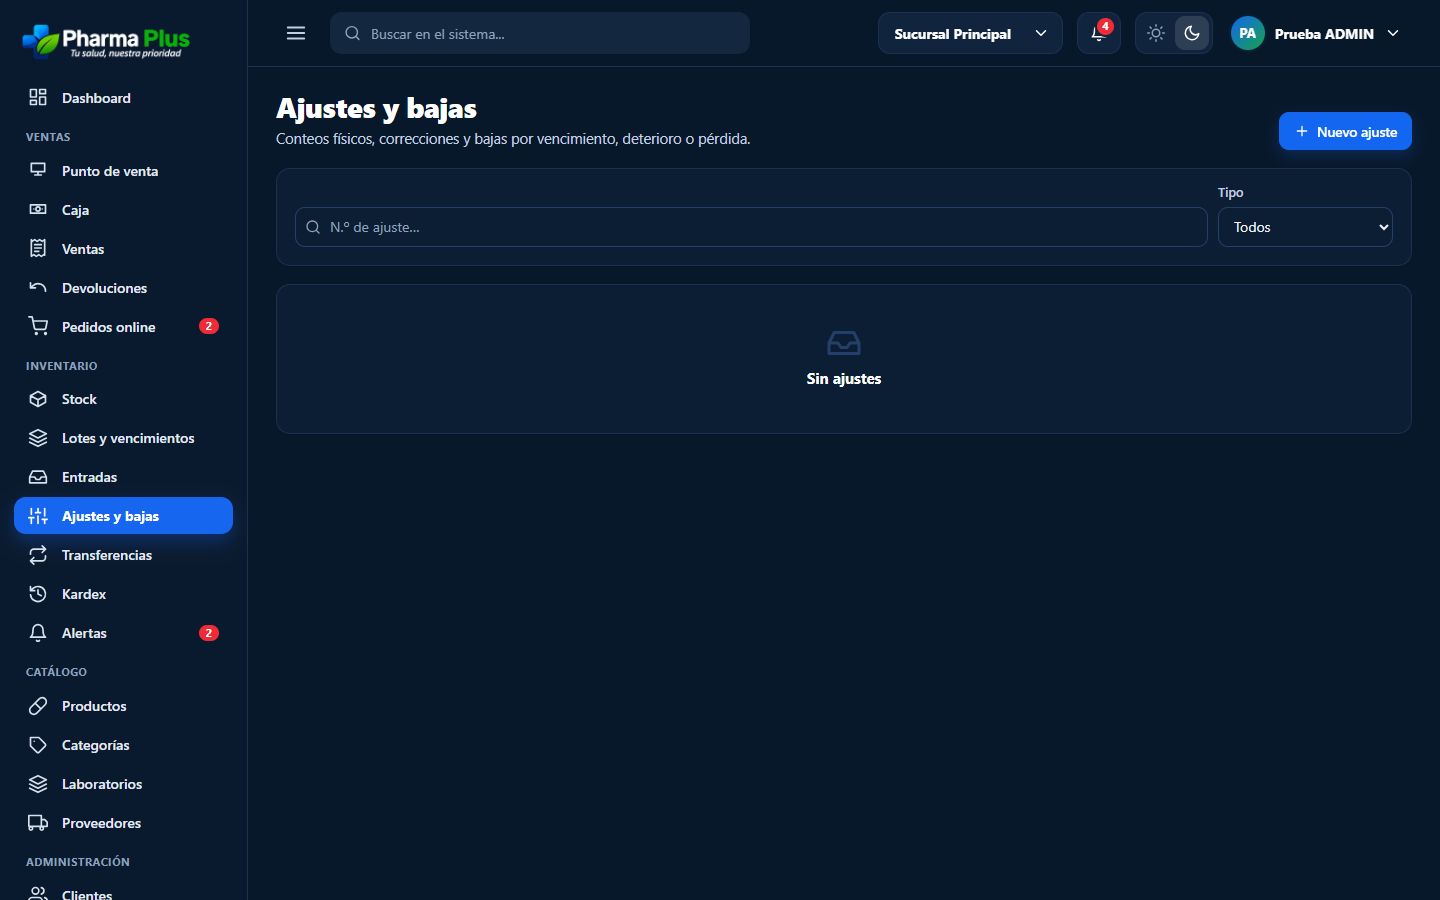 Pharma Plus
Tu salud, nuestra prioridad
Dashboard
VENTAS
Punto de venta
Caja
Ventas
Devoluciones
Pedidos online 2
INVENTARIO
Stock
Lotes y vencimientos
Entradas
Ajustes y bajas
Transferencias
Kardex
Alertas 2
CATÁLOGO
Productos
Categorías
Laboratorios
Proveedores
ADMINISTRACIÓN
Clientes
Buscar en el sistema...
Sucursal Principal
4
PA
Prueba ADMIN
Ajustes y bajas
Conteos físicos, correcciones y bajas por vencimiento, deterioro o pérdida.
Nuevo ajuste
Tipo
N.º de ajuste...
Todos
Sin ajustes